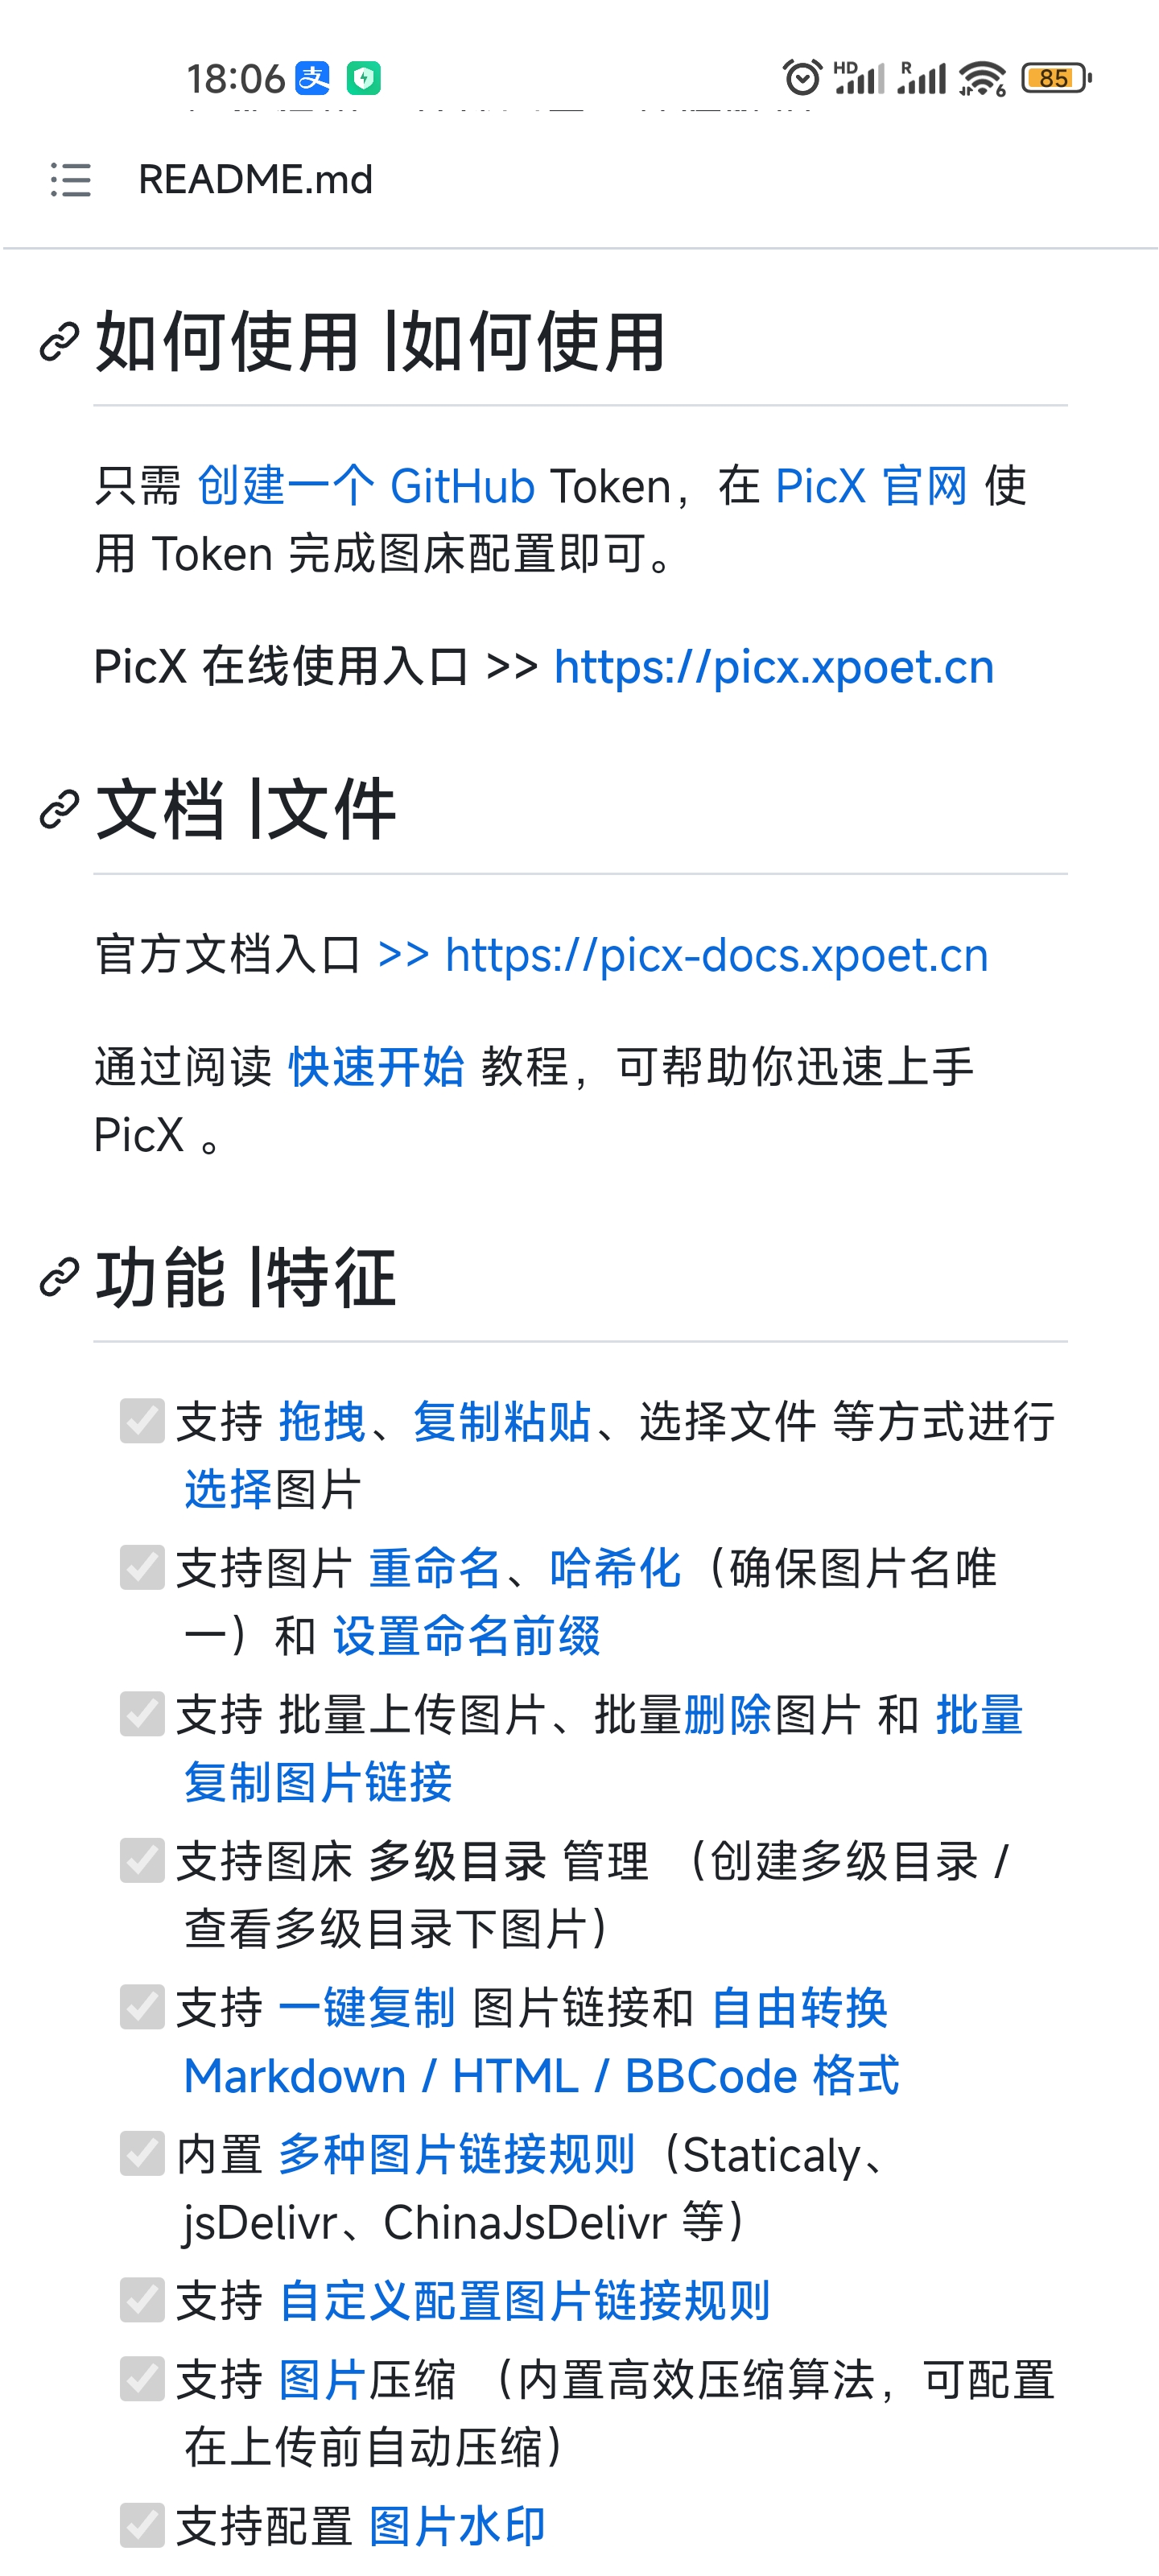 18:06 支 HD R 6 85
README.md
如何使用 |如何使用
只需 创建一个 GitHub Token，在 PicX 官网 使
用 Token 完成图床配置即可。
PicX 在线使用入口 >> https://picx.xpoet.cn
文档 |文件
官方文档入口 >> https://picx-docs.xpoet.cn
通过阅读 快速开始 教程，可帮助你迅速上手
PicX 。
功能 |特征
支持 拖拽、复制粘贴、选择文件 等方式进行
选择图片
支持图片 重命名、哈希化（确保图片名唯
一）和 设置命名前缀
支持 批量上传图片、批量删除图片 和 批量
复制图片链接
支持图床 多级目录 管理 （创建多级目录 /
查看多级目录下图片）
支持 一键复制 图片链接和 自由转换
Markdown / HTML / BBCode 格式
内置 多种图片链接规则（Staticaly、
jsDelivr、ChinaJsDelivr 等）
支持 自定义配置图片链接规则
支持 图片压缩 （内置高效压缩算法，可配置
在上传前自动压缩）
支持配置 图片水印